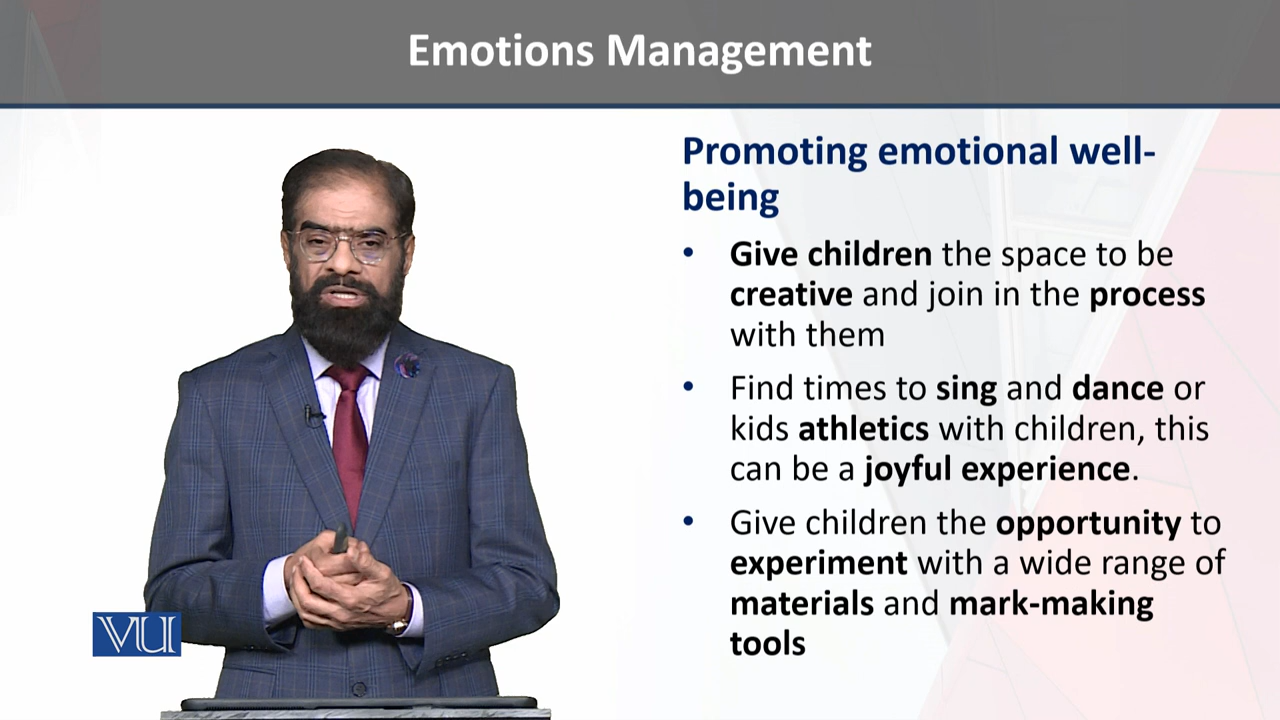 Emotions Management
Promoting emotional well-
being
• Give children the space to be
creative and join in the process
with them
• Find times to sing and dance or
kids athletics with children, this
can be a joyful experience.
• Give children the opportunity to
experiment with a wide range of
materials and mark-making
tools
VU